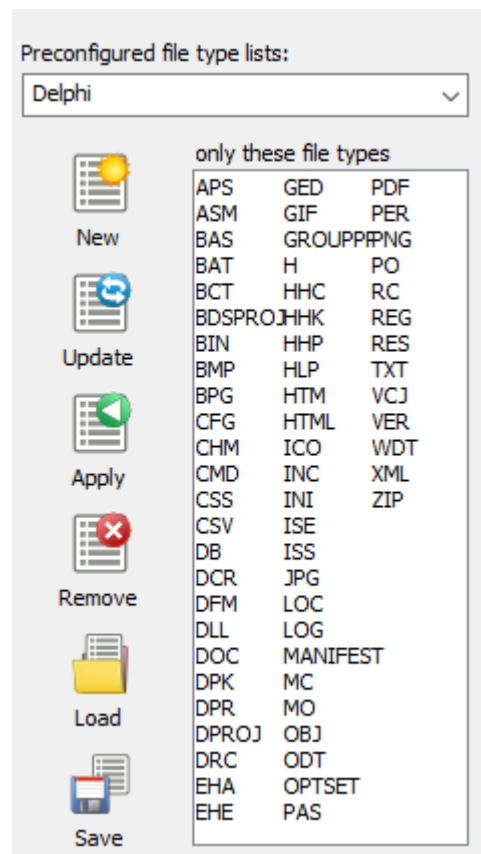 Preconfigured file type lists:
Delphi
New
Update
Apply
Remove
Load
Save
only these file types
APS
ASM
BAS
BAT
BCT
BDSPROJ
BIN
BMP
BPG
CFG
CHM
CMD
CSS
CSV
DB
DCR
DFM
DLL
DOC
DPK
DPR
DPROJ
DRC
EHA
EHE
GED
GIF
H
HHC
HHK
HHP
HLP
HTM
HTML
ICO
INC
INI
ISE
ISS
JPG
LOC
LOG
MANIFEST
MC
MO
OBJ
ODT
OPTSET
PAS
PDF
PER
PNG
PO
RC
REG
RES
TXT
VCJ
VER
WDT
XML
ZIP